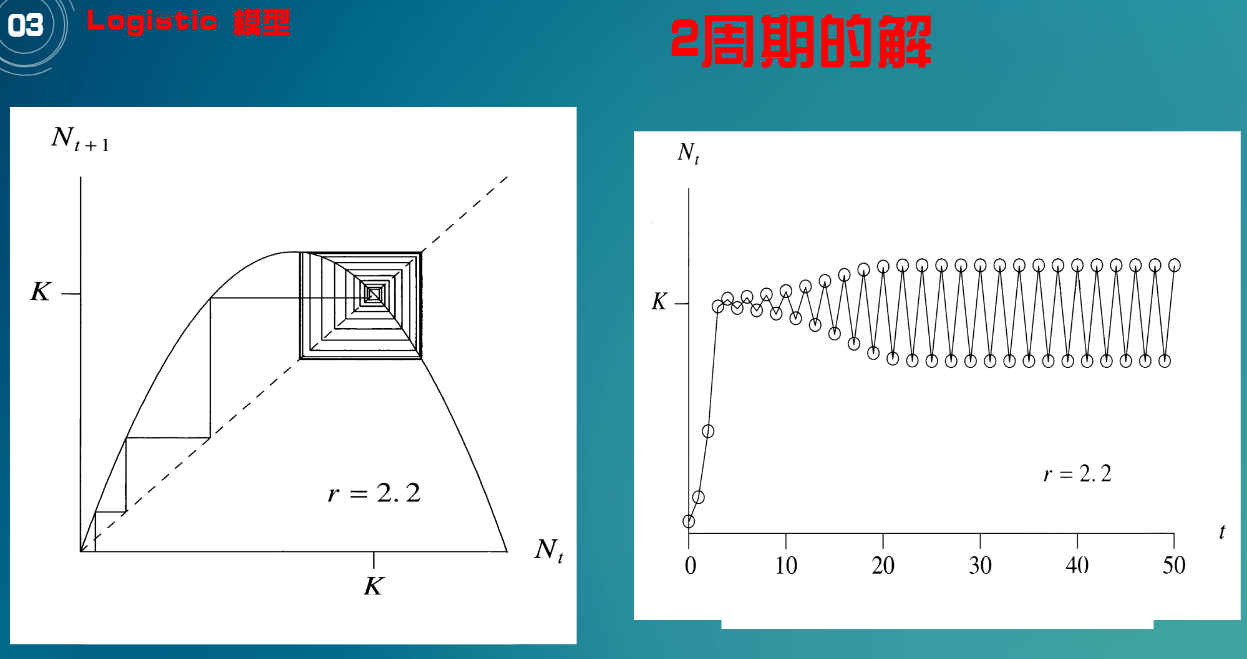 03
Logistic 模型
2周期的解
N_{t+1}
K
r = 2.2
N_t
K
N_t
K
r = 2.2
t
0 10 20 30 40 50